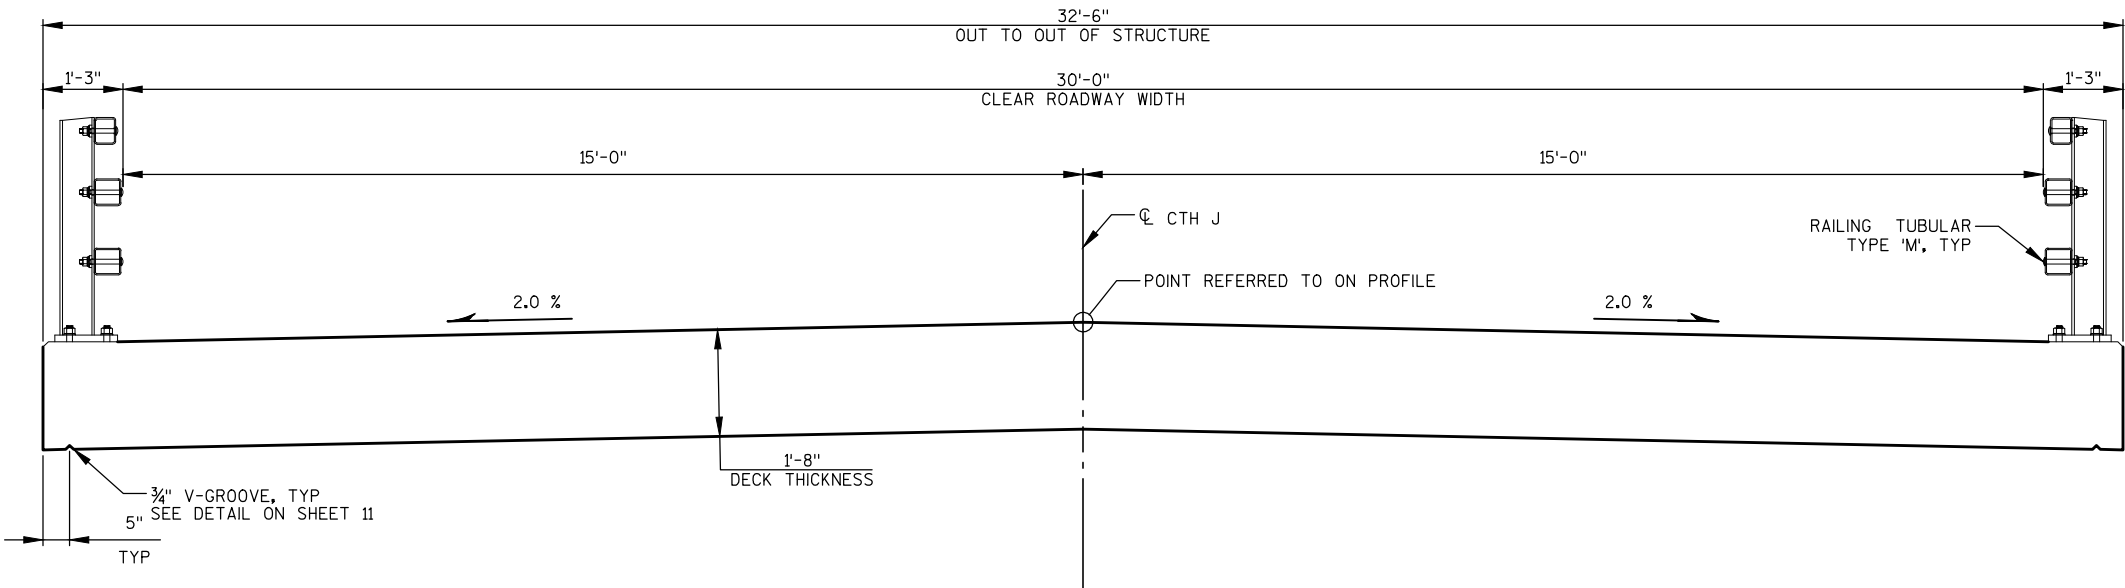 32'-6"
OUT TO OUT OF STRUCTURE
1'-3"
30'-0"
1'-3"
CLEAR ROADWAY WIDTH
15'-0"
15'-0"
℄ CTH J
RAILING TUBULAR
TYPE 'M', TYP
POINT REFERRED TO ON PROFILE
2.0 %
2.0 %
1'-8"
DECK THICKNESS
¾" V-GROOVE, TYP
SEE DETAIL ON SHEET 11
5"
TYP